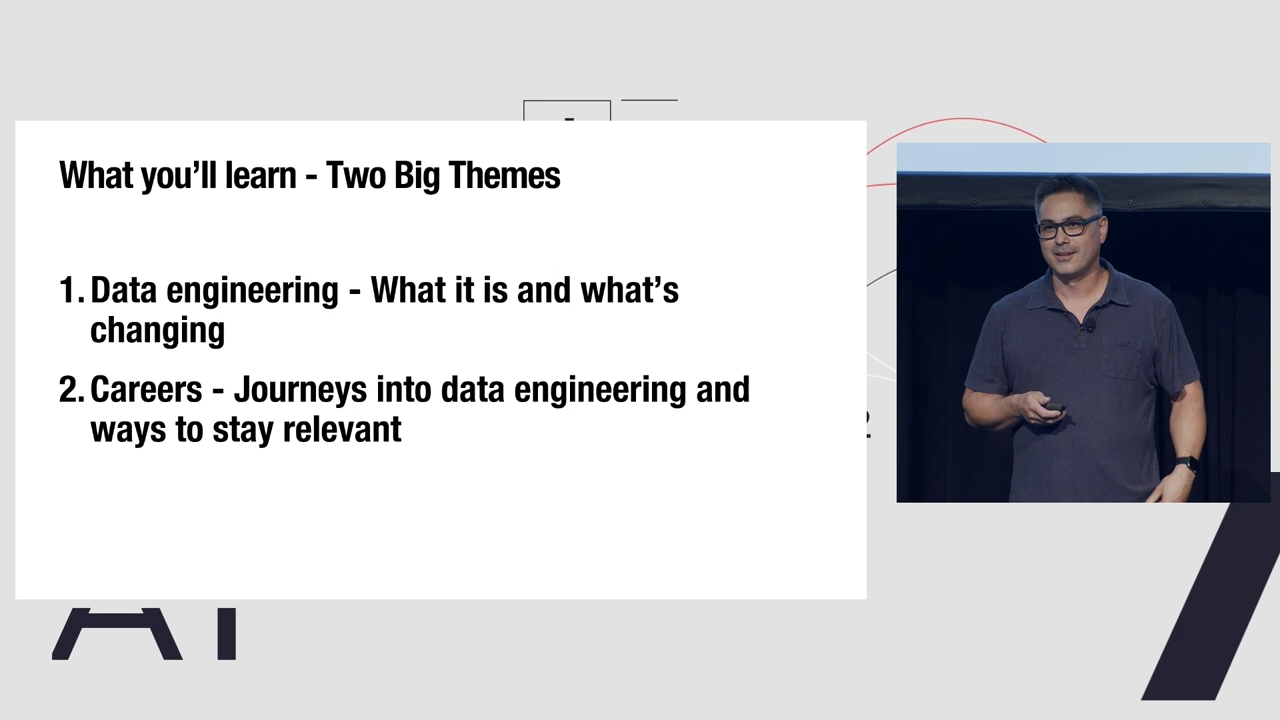 What you'll learn - Two Big Themes
1. Data engineering - What it is and what's
changing
2. Careers - Journeys into data engineering and
ways to stay relevant